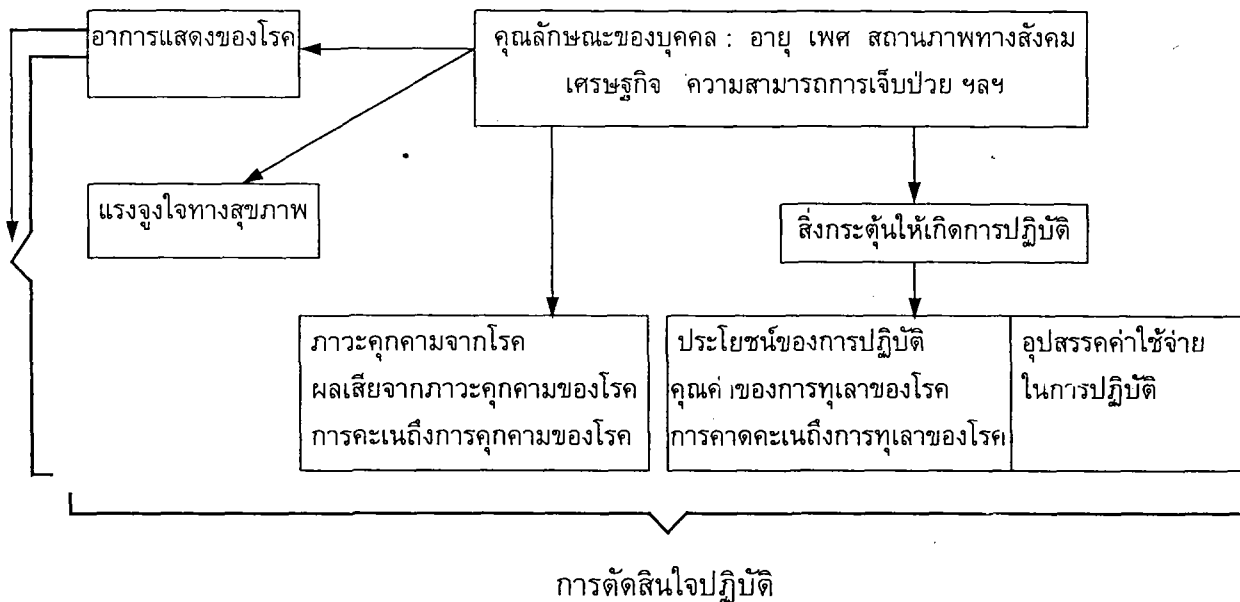 อาการแสดงของโรค
คุณลักษณะของบุคคล : อายุ เพศ สถานภาพทางสังคม
เศรษฐกิจ ความสามารถการเจ็บป่วย ฯลฯ
แรงจูงใจทางสุขภาพ
สิ่งกระตุ้นให้เกิดการปฏิบัติ
ภาวะคุกคามจากโรค
ผลเสียจากภาวะคุกคามของโรค
การคะเนถึงการคุกคามของโรค
ประโยชน์ของการปฏิบัติ
คุณค่าของการทุเลาของโรค
การคาดคะเนถึงการทุเลาของโรค
อุปสรรคค่าใช้จ่าย
ในการปฏิบัติ
การตัดสินใจปฏิบัติ